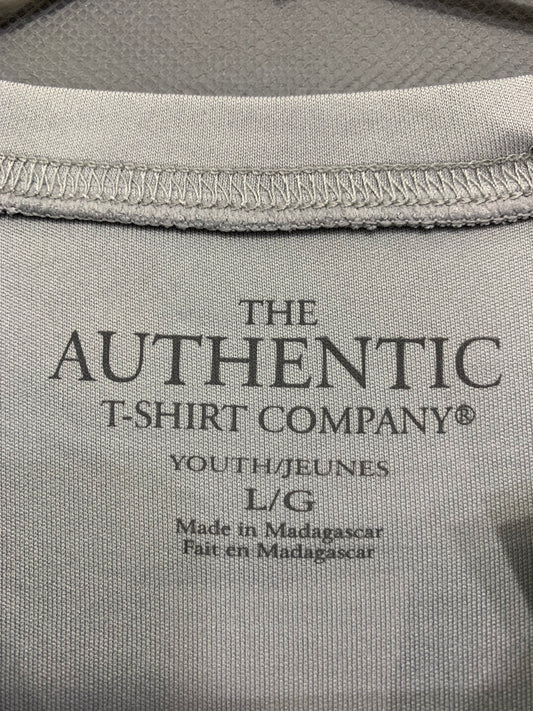 THE
AUTHENTIC
T-SHIRT COMPANY®
YOUTH/JEUNES
L/G
Made in Madagascar
Fait en Madagascar